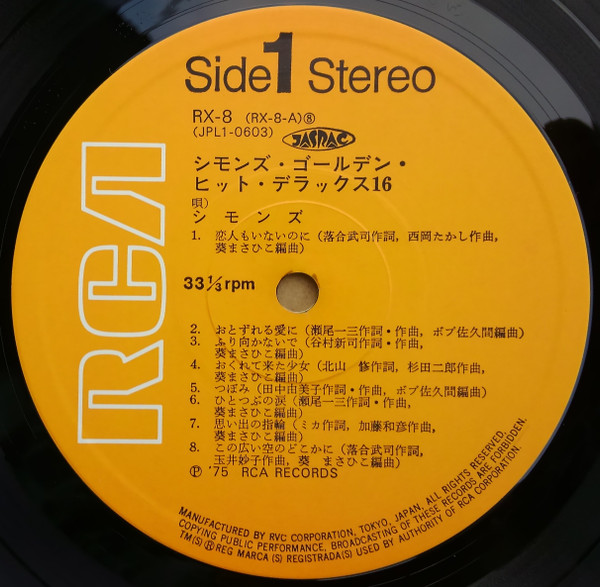 Side 1 Stereo
RX-8 (RX-8-A)⑧
(JPL1-0603) JASRAC
シモンズ・ゴールデン・
ヒット・デラックス16
唄)
シモンズ
1. 恋人もいないのに (落合武司作詞, 西岡たかし作曲,
葵まさひこ編曲)
33 1/3 rpm
2. おとずれる愛に (瀬尾一三作詞・作曲, ボブ佐久間編曲)
3. ふり向かないで (谷村新司作詞・作曲,
葵まさひこ編曲)
4. おくれて来た少女 (北山 修作詞, 杉田二郎作曲,
葵まさひこ編曲)
5. つぼみ (田中由美子作詞・作曲, ボブ佐久間編曲)
6. ひとつぶの涙 (瀬尾一三作詞・作曲,
葵まさひこ編曲)
7. 思い出の指輪 (ミカ作詞, 加藤和彦作曲,
葵まさひこ編曲)
8. この広い空のどこかに (落合武司作詞,
玉井妙子作曲, 葵 まさひこ編曲)
Ⓟ '75 RCA RECORDS
RCA
MANUFACTURED BY RVC CORPORATION, TOKYO, JAPAN. ALL RIGHTS RESERVED.
COPYING PUBLIC PERFORMANCE, BROADCASTING OF THESE RECORDS ARE FORBIDDEN.
TM(S)®REG MARCA (S) REGISTRADA(S) USED BY AUTHORITY OF RCA CORPORATION.